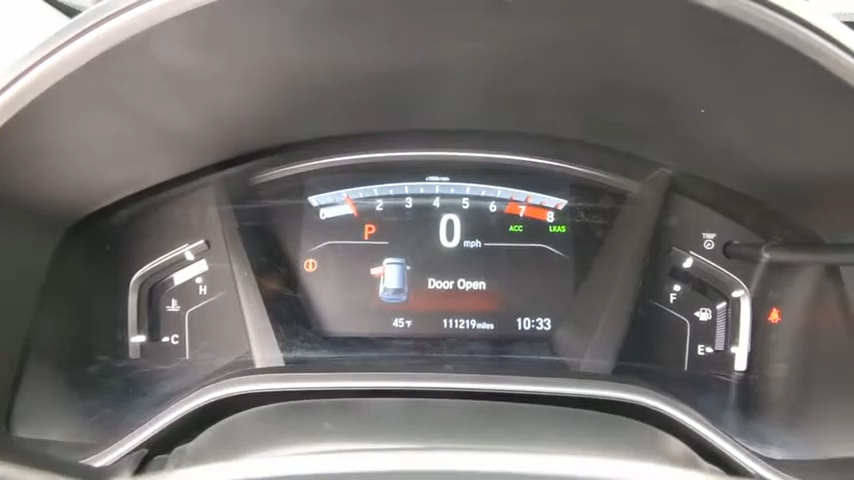 0 1 2 3 4 5 6 7 8
P
0 mph
ACC
LKAS
Door Open
45°F
111219 miles
10:33
H
C
TRIP
F
E